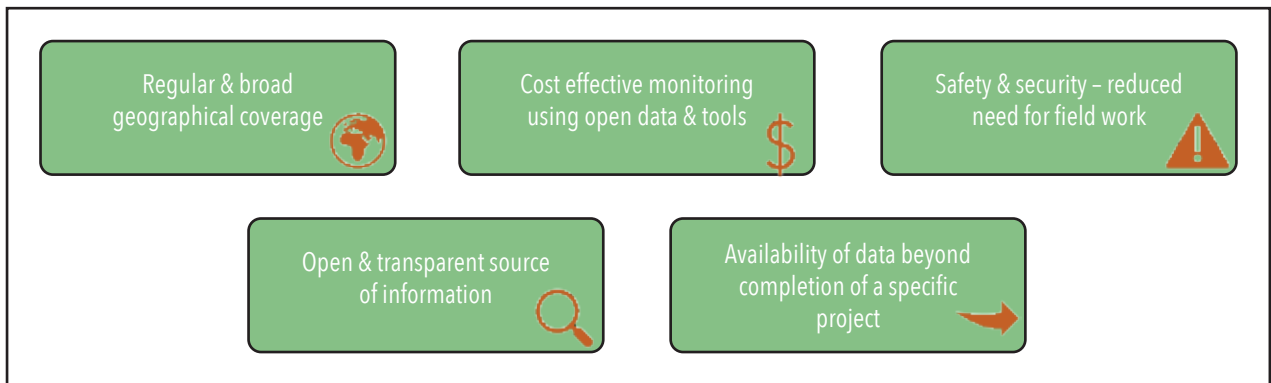 Regular & broad
geographical coverage
Cost effective monitoring
using open data & tools
$
Safety & security – reduced
need for field work
!
Open & transparent source
of information
Availability of data beyond
completion of a specific
project